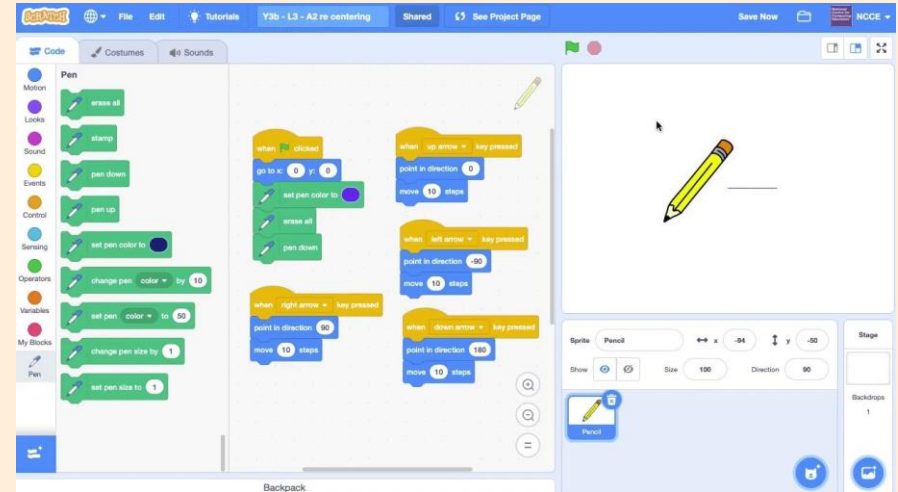 SCRATCH File Edit Tutorials Y3b - L3 - A2 re centering Shared See Project Page Save Now NCCE
Code Costumes Sounds
Motion
Looks
Sound
Events
Control
Sensing
Operators
Variables
My Blocks
Pen
Pen
erase all
stamp
pen down
pen up
set pen color to
change pen color by 10
set pen color to 50
change pen size by 1
set pen size to 1
when clicked
go to x: 0 y: 0
set pen color to
erase all
pen down
when right arrow key pressed
point in direction 90
move 10 steps
when up arrow key pressed
point in direction 0
move 10 steps
when left arrow key pressed
point in direction -90
move 10 steps
when down arrow key pressed
point in direction 180
move 10 steps
Backpack
Sprite Pencil x -94 y -50
Show Size 100 Direction 90
Pencil
Stage
Backdrops
1